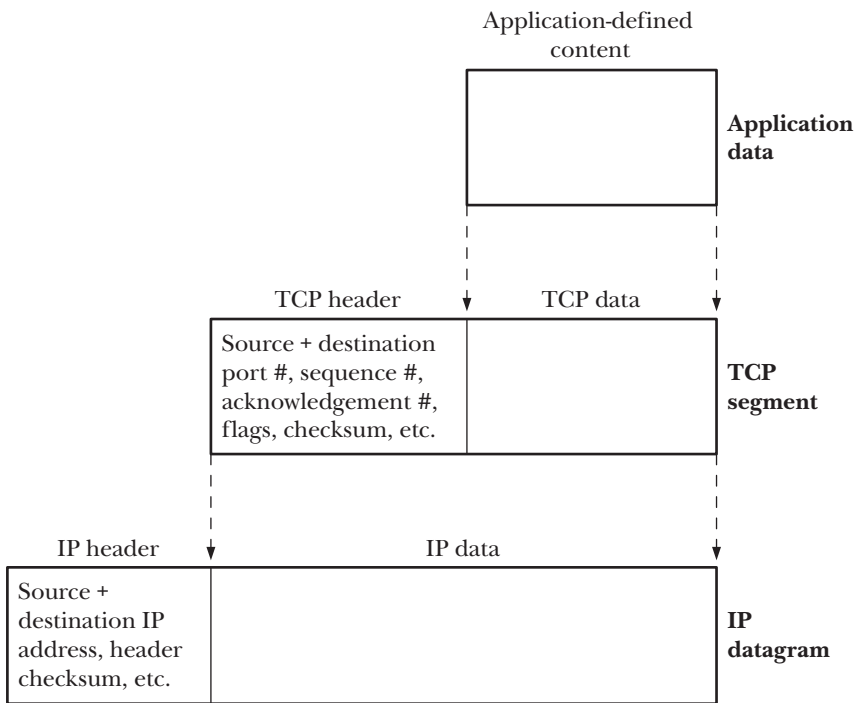 Application-defined
content
Application
data
TCP header
TCP data
Source + destination
port #, sequence #,
acknowledgement #,
flags, checksum, etc.
TCP
segment
IP header
IP data
Source +
destination IP
address, header
checksum, etc.
IP
datagram